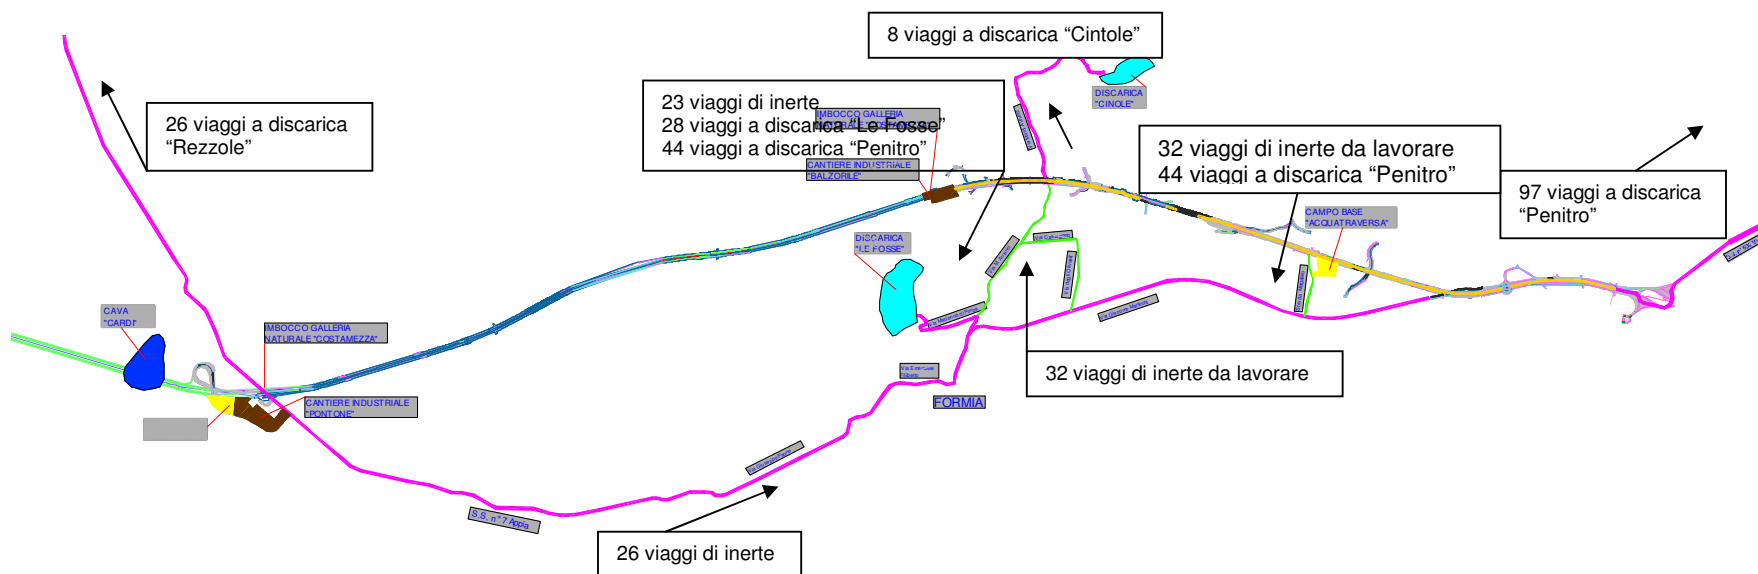 8 viaggi a discarica “Cintole”
26 viaggi a discarica
“Rezzole”
23 viaggi di inerte
28 viaggi a discarica “Le Fosse”
44 viaggi a discarica “Penitro”
IMBOCCO GALLERIA
CANTIERE INDUSTRIALE
"BALZORILE"
DISCARICA
"CINOLE"
32 viaggi di inerte da lavorare
44 viaggi a discarica “Penitro”
97 viaggi a discarica
“Penitro”
CAMPO BASE
"ACQUATRAVERSA"
DISCARICA
"LE FOSSE"
CAVA
"CARDI"
IMBOCCO GALLERIA
NATURALE "COSTAMEZZA"
CANTIERE INDUSTRIALE
"PONTONE"
32 viaggi di inerte da lavorare
FORMIA
S.S. n° 7 Appia
26 viaggi di inerte